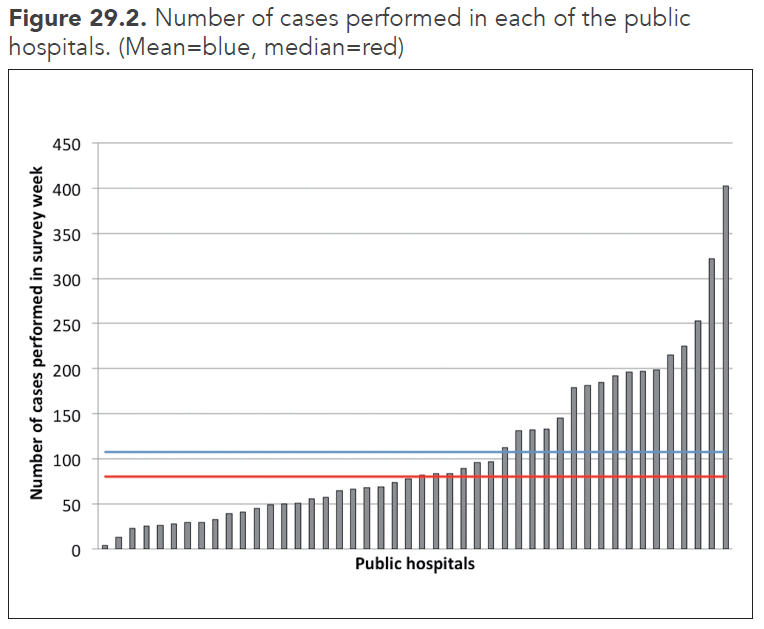 Figure 29.2. Number of cases performed in each of the public
hospitals. (Mean=blue, median=red)
Number of cases performed in survey week
450
400
350
300
250
200
150
100
50
0
Public hospitals